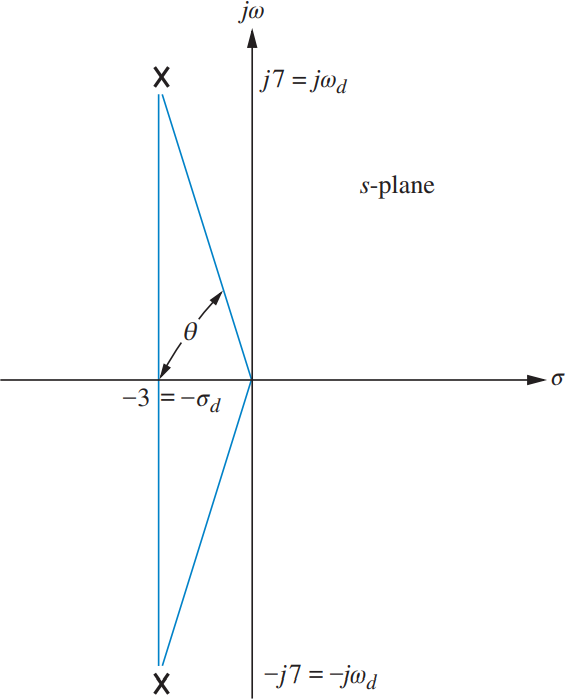 jω
j7 = jω_d
s-plane
θ
σ
−3 = −σ_d
−j7 = −jω_d